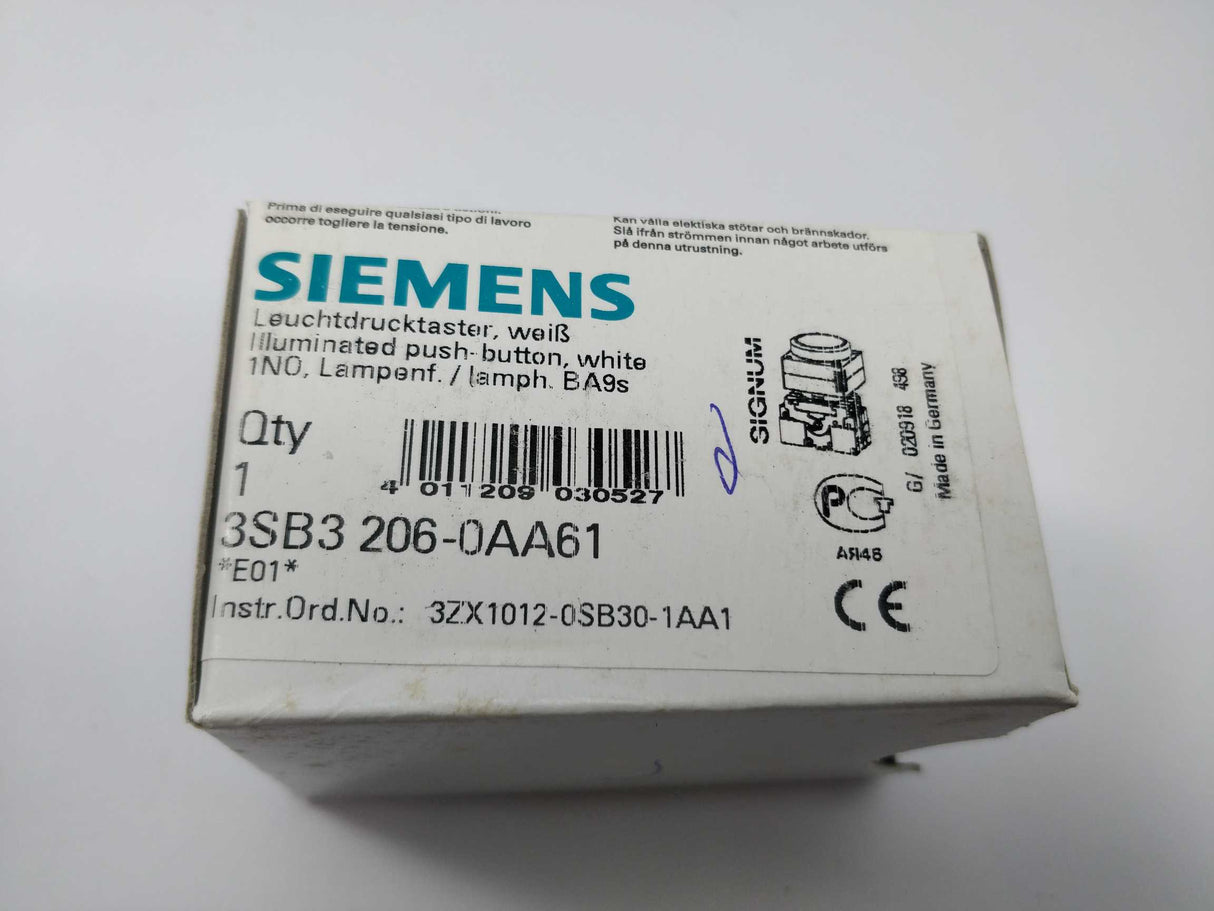 Prima di eseguire qualsiasi tipo di lavoro
occorre togliere la tensione.
Kan vålla elektiska stötar och brännskador.
Slå ifrån strömmen innan något arbete utförs
på denna utrustning.
SIEMENS
Leuchtdrucktaster, weiß
Illuminated push-button, white
1NO, Lampenf. / lamph. BA9s
SIGNUM
Qty
1
4 011209 030527
3SB3 206-0AA61
*E01*
Instr.Ord.No.: 3ZX1012-0SB30-1AA1
G/ 020918 498
Made in Germany
PC
АЯ46
CE